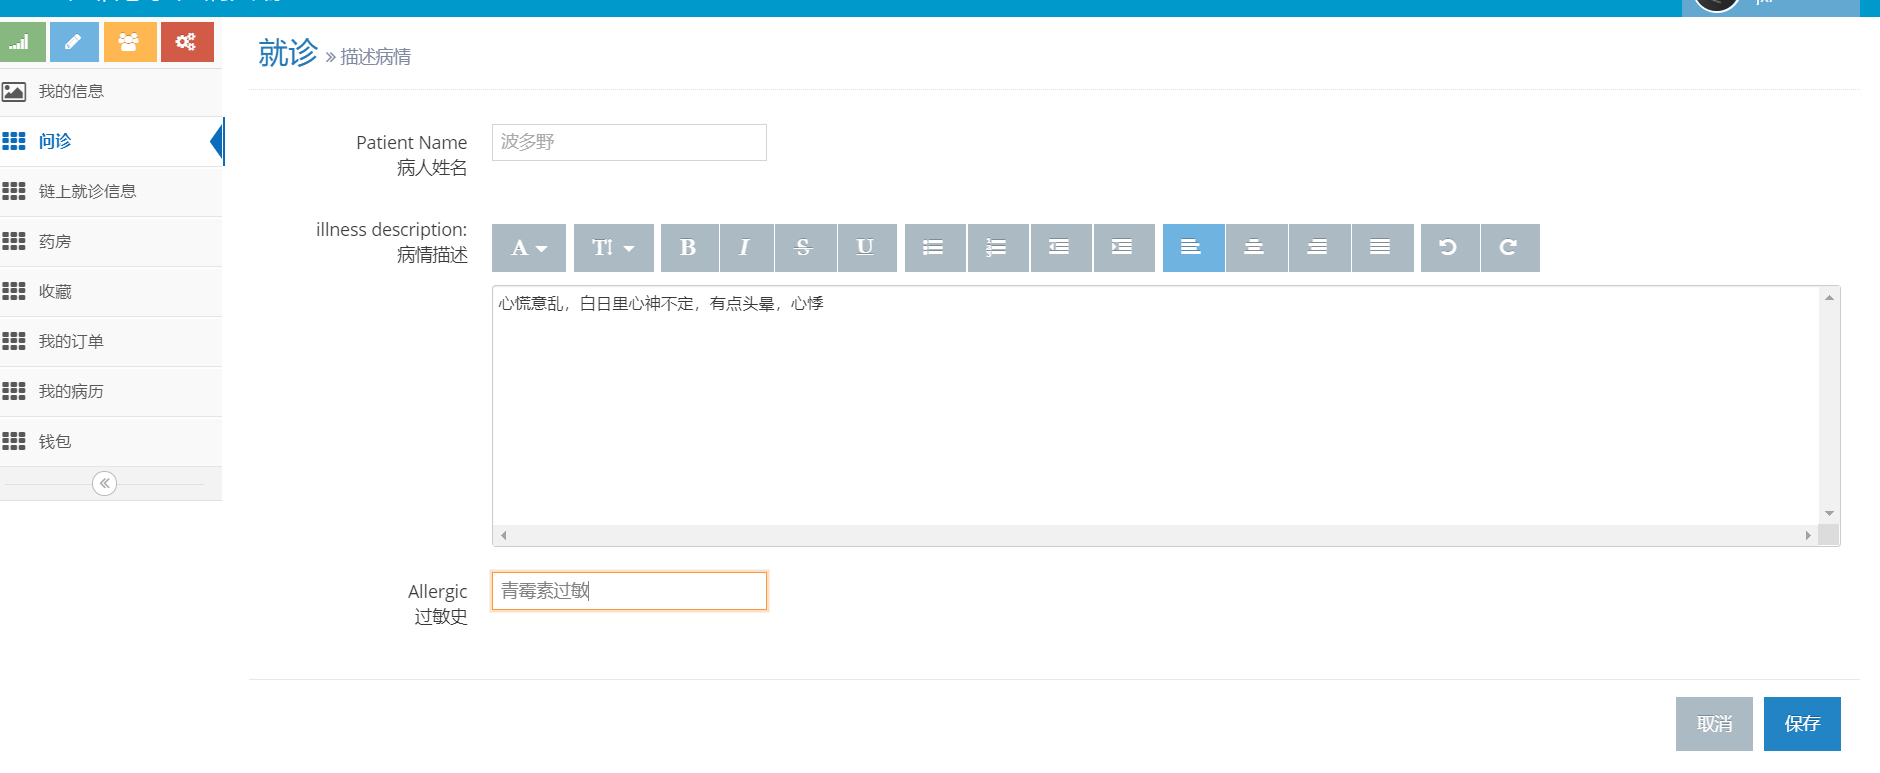 就诊 » 描述病情
我的信息
问诊
链上就诊信息
药房
收藏
我的订单
我的病历
钱包
Patient Name
病人姓名
波多野
illness description:
病情描述
A
T
B
I
S
U
心慌意乱，白日里心神不定，有点头晕，心悸
Allergic
过敏史
青霉素过敏
取消
保存